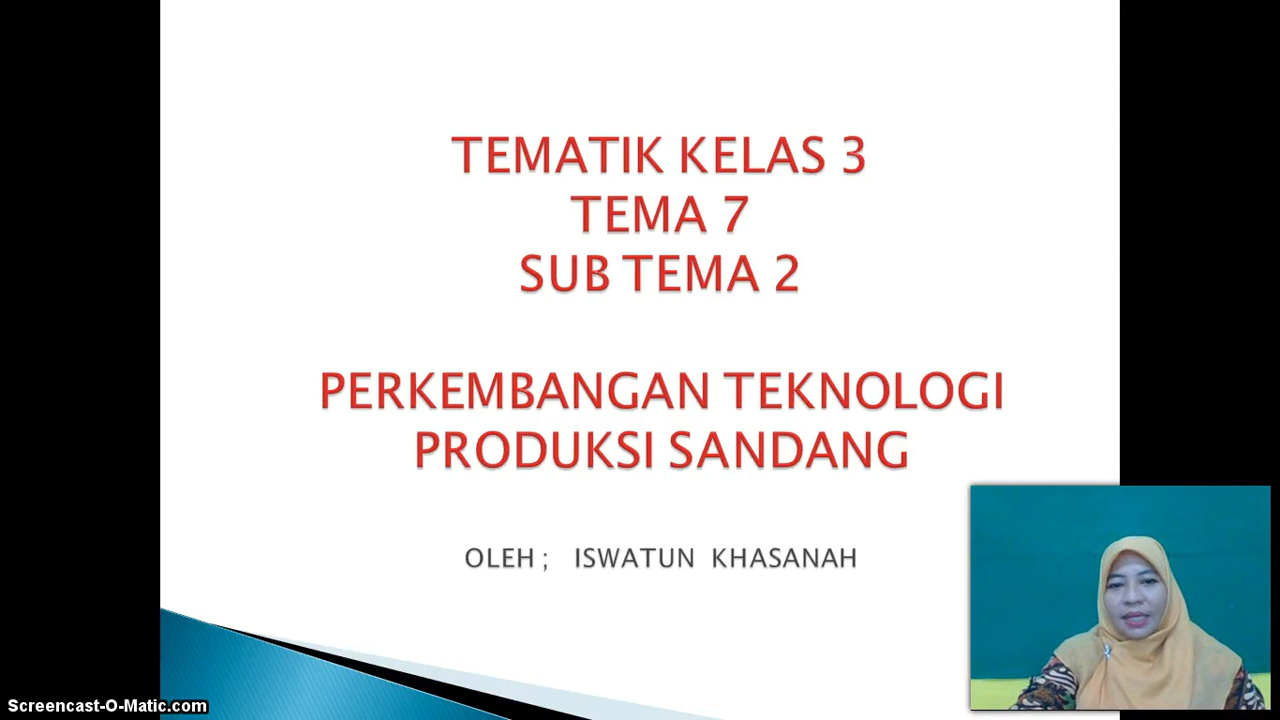 TEMATIK KELAS 3
TEMA 7
SUB TEMA 2
PERKEMBANGAN TEKNOLOGI
PRODUKSI SANDANG
OLEH ; ISWATUN KHASANAH
Screencast-O-Matic.com